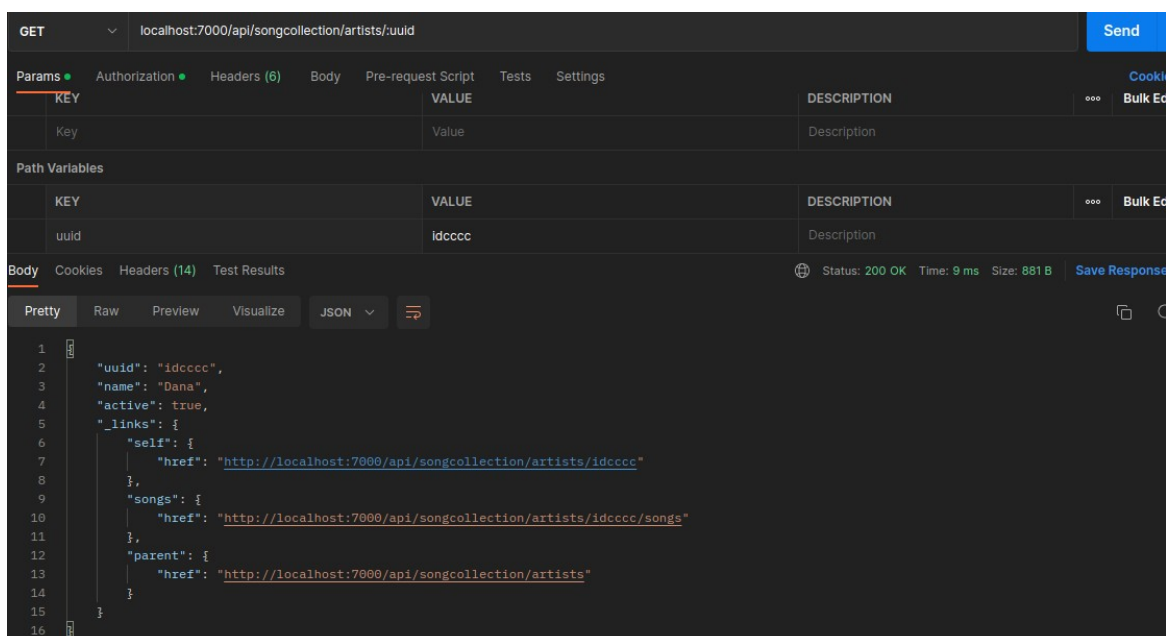 GET localhost:7000/api/songcollection/artists/:uuid Send
Params Authorization Headers (6) Body Pre-request Script Tests Settings
KEY VALUE DESCRIPTION ooo
Key Value Description
Path Variables
KEY VALUE DESCRIPTION ooo
uuid idcccc Description
Body Cookies Headers (14) Test Results Status: 200 OK Time: 9 ms Size: 881 B Save Response
Pretty Raw Preview Visualize JSON
1 {
2 "uuid": "idcccc",
3 "name": "Dana",
4 "active": true,
5 "_links": {
6 "self": {
7 "href": "http://localhost:7000/api/songcollection/artists/idcccc"
8 },
9 "songs": {
10 "href": "http://localhost:7000/api/songcollection/artists/idcccc/songs"
11 },
12 "parent": {
13 "href": "http://localhost:7000/api/songcollection/artists"
14 }
15 }
16 }